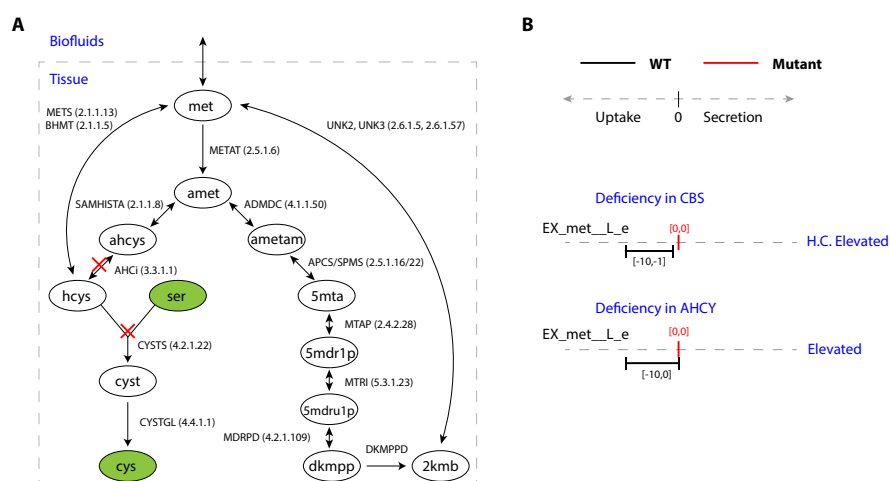 A
Biofluids
Tissue
met
METS (2.1.1.13)
BHMT (2.1.1.5)
UNK2, UNK3 (2.6.1.5, 2.6.1.57)
METAT (2.5.1.6)
amet
SAMHISTA (2.1.1.8)
ADMDC (4.1.1.50)
ahcys
ametam
AHCi (3.3.1.1)
APCS/SPMS (2.5.1.16/22)
hcys
ser
5mta
MTAP (2.4.2.28)
CYSTS (4.2.1.22)
5mdr1p
cyst
MTRI (5.3.1.23)
5mdru1p
CYSTGL (4.4.1.1)
MDRPD (4.2.1.109)
DKMPPD
cys
dkmpp
2kmb
B
WT
Mutant
Uptake
0
Secretion
Deficiency in CBS
EX_met__L_e
[0,0]
H.C. Elevated
[-10,-1]
Deficiency in AHCY
EX_met__L_e
[0,0]
Elevated
[-10,0]